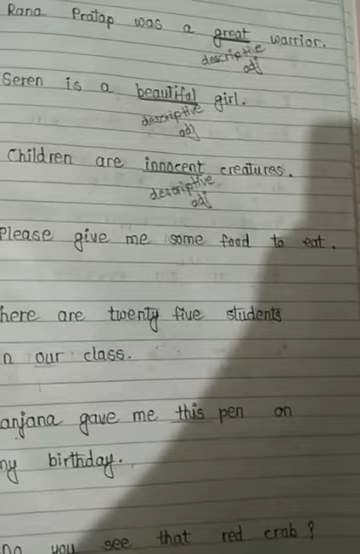 Rana Pratap was a great warrior.
descriptive
adj
Seren is a beautiful girl.
descriptive
adj
Children are innocent creatures.
descriptive
adj
Please give me some food to eat.
here are twenty five students
n our class.
anjana gave me this pen on
my birthday.
you see that red crab?